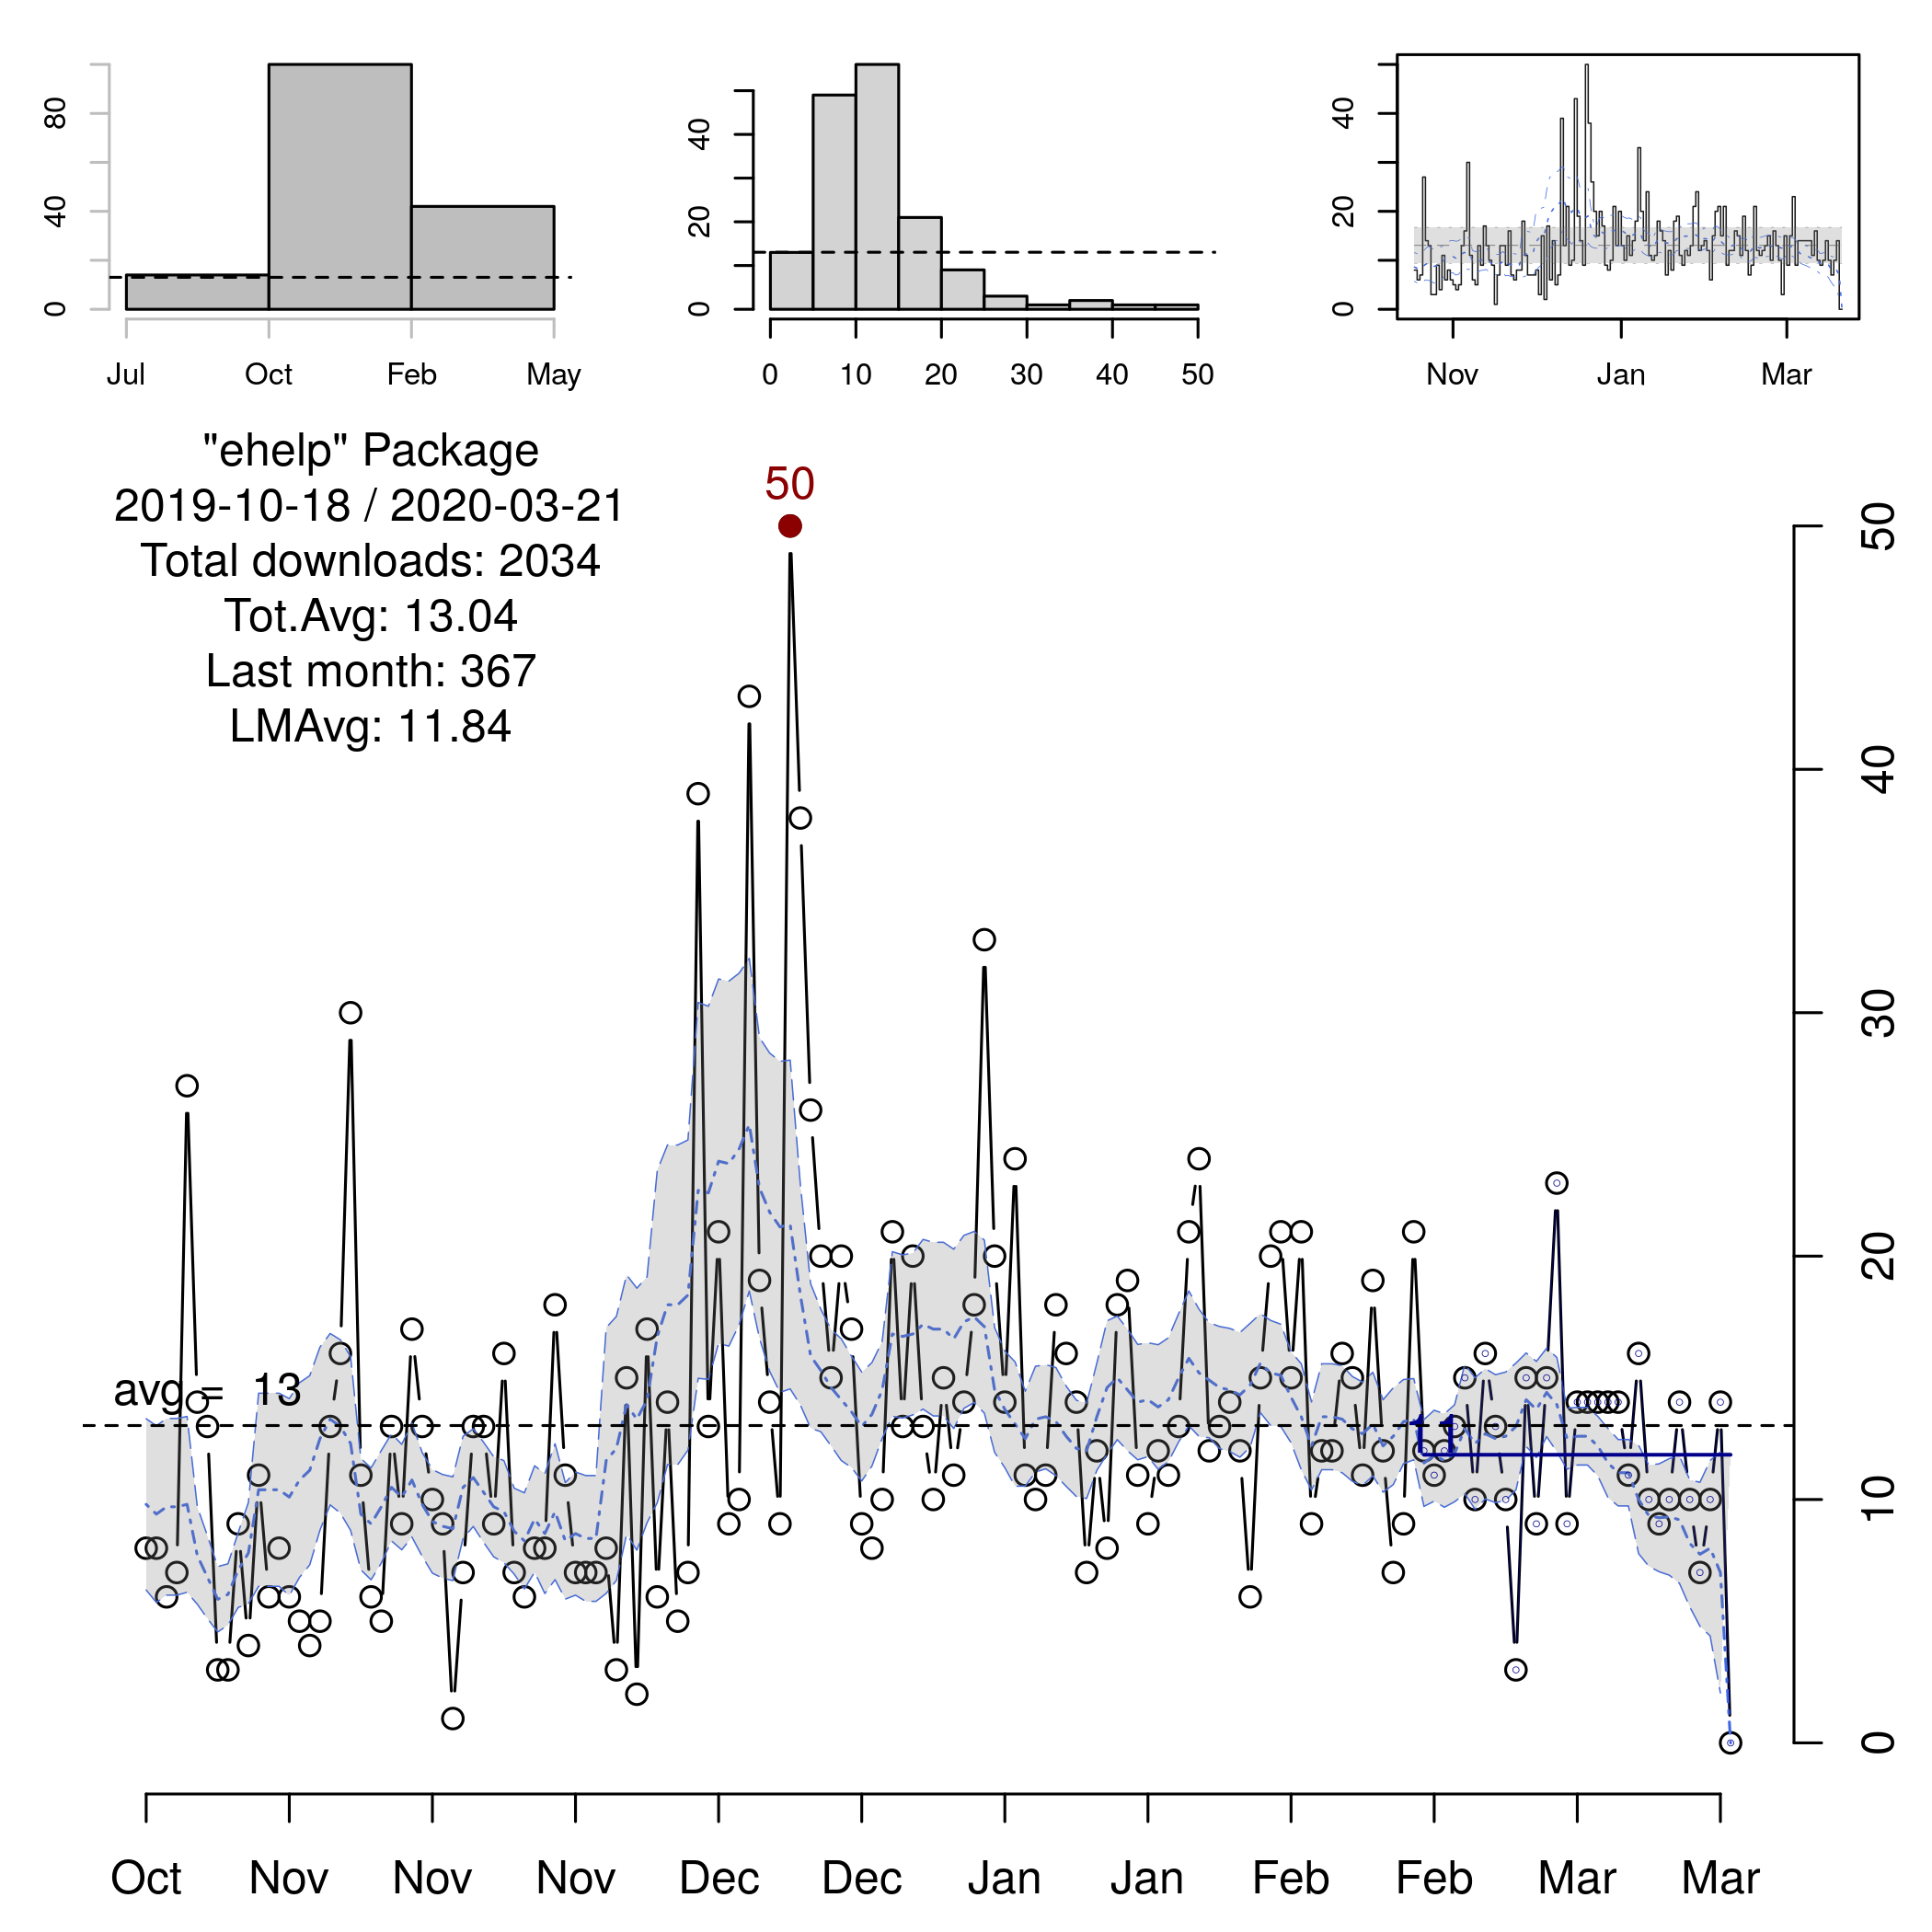 80
40
0
Jul Oct Feb May
40
20
0
0 10 20 30 40 50
40
20
0
Nov Jan Mar
"ehelp" Package
2019-10-18 / 2020-03-21
Total downloads: 2034
Tot.Avg: 13.04
Last month: 367
LMAvg: 11.84
50
avg = 13
11
50
40
30
20
10
0
Oct Nov Nov Nov Dec Dec Jan Jan Feb Feb Mar Mar